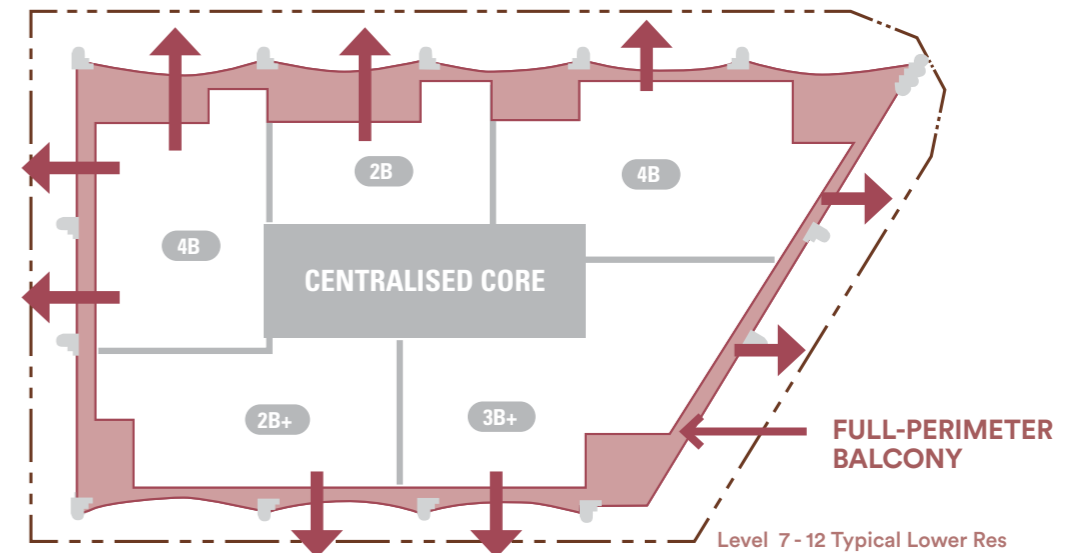 2B
4B
4B
CENTRALISED CORE
2B+
3B+
FULL-PERIMETER
BALCONY
Level 7 - 12 Typical Lower Res